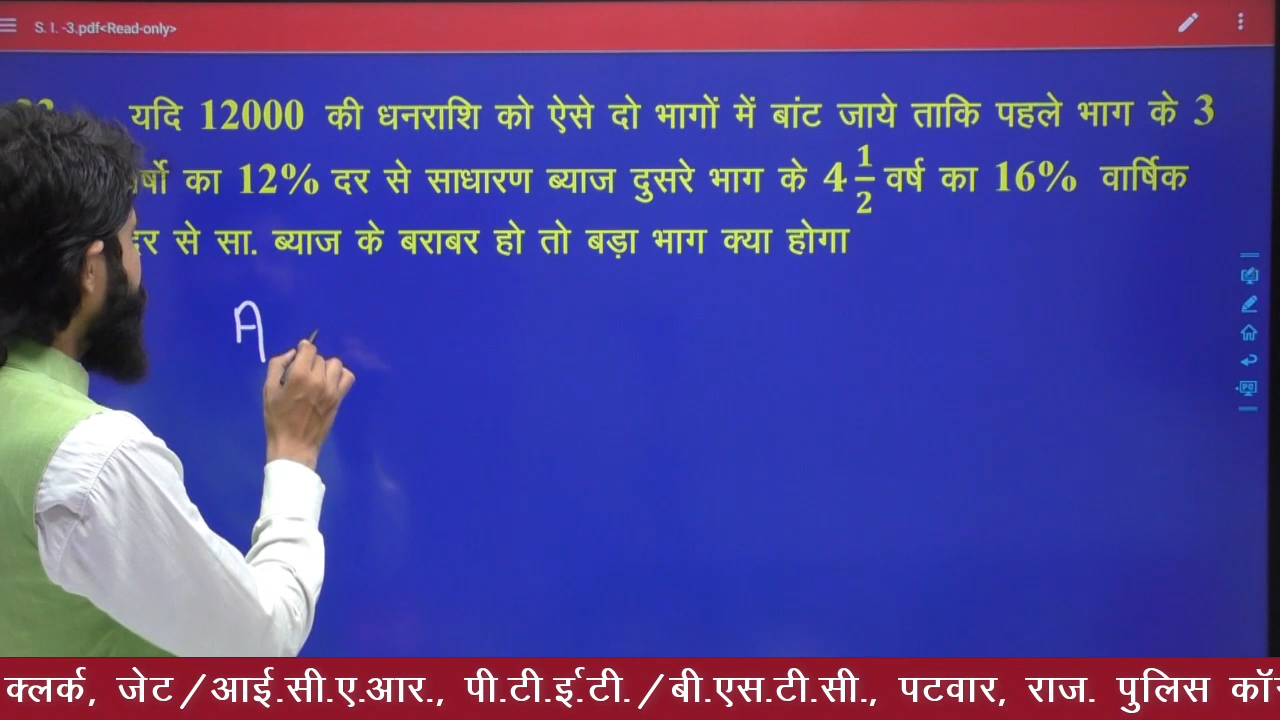 S. I. -3.pdf<Read-only>
यदि 12000 की धनराशि को ऐसे दो भागों में बांट जाये ताकि पहले भाग के 3
का 12% दर से साधारण ब्याज दुसरे भाग के 4 1/2 वर्ष का 16% वार्षिक
से सा. ब्याज के बराबर हो तो बड़ा भाग क्या होगा
A
क्लर्क, जेट/आई.सी.ए.आर., पी.टी.ई.टी./बी.एस.टी.सी., पटवार, राज. पुलिस